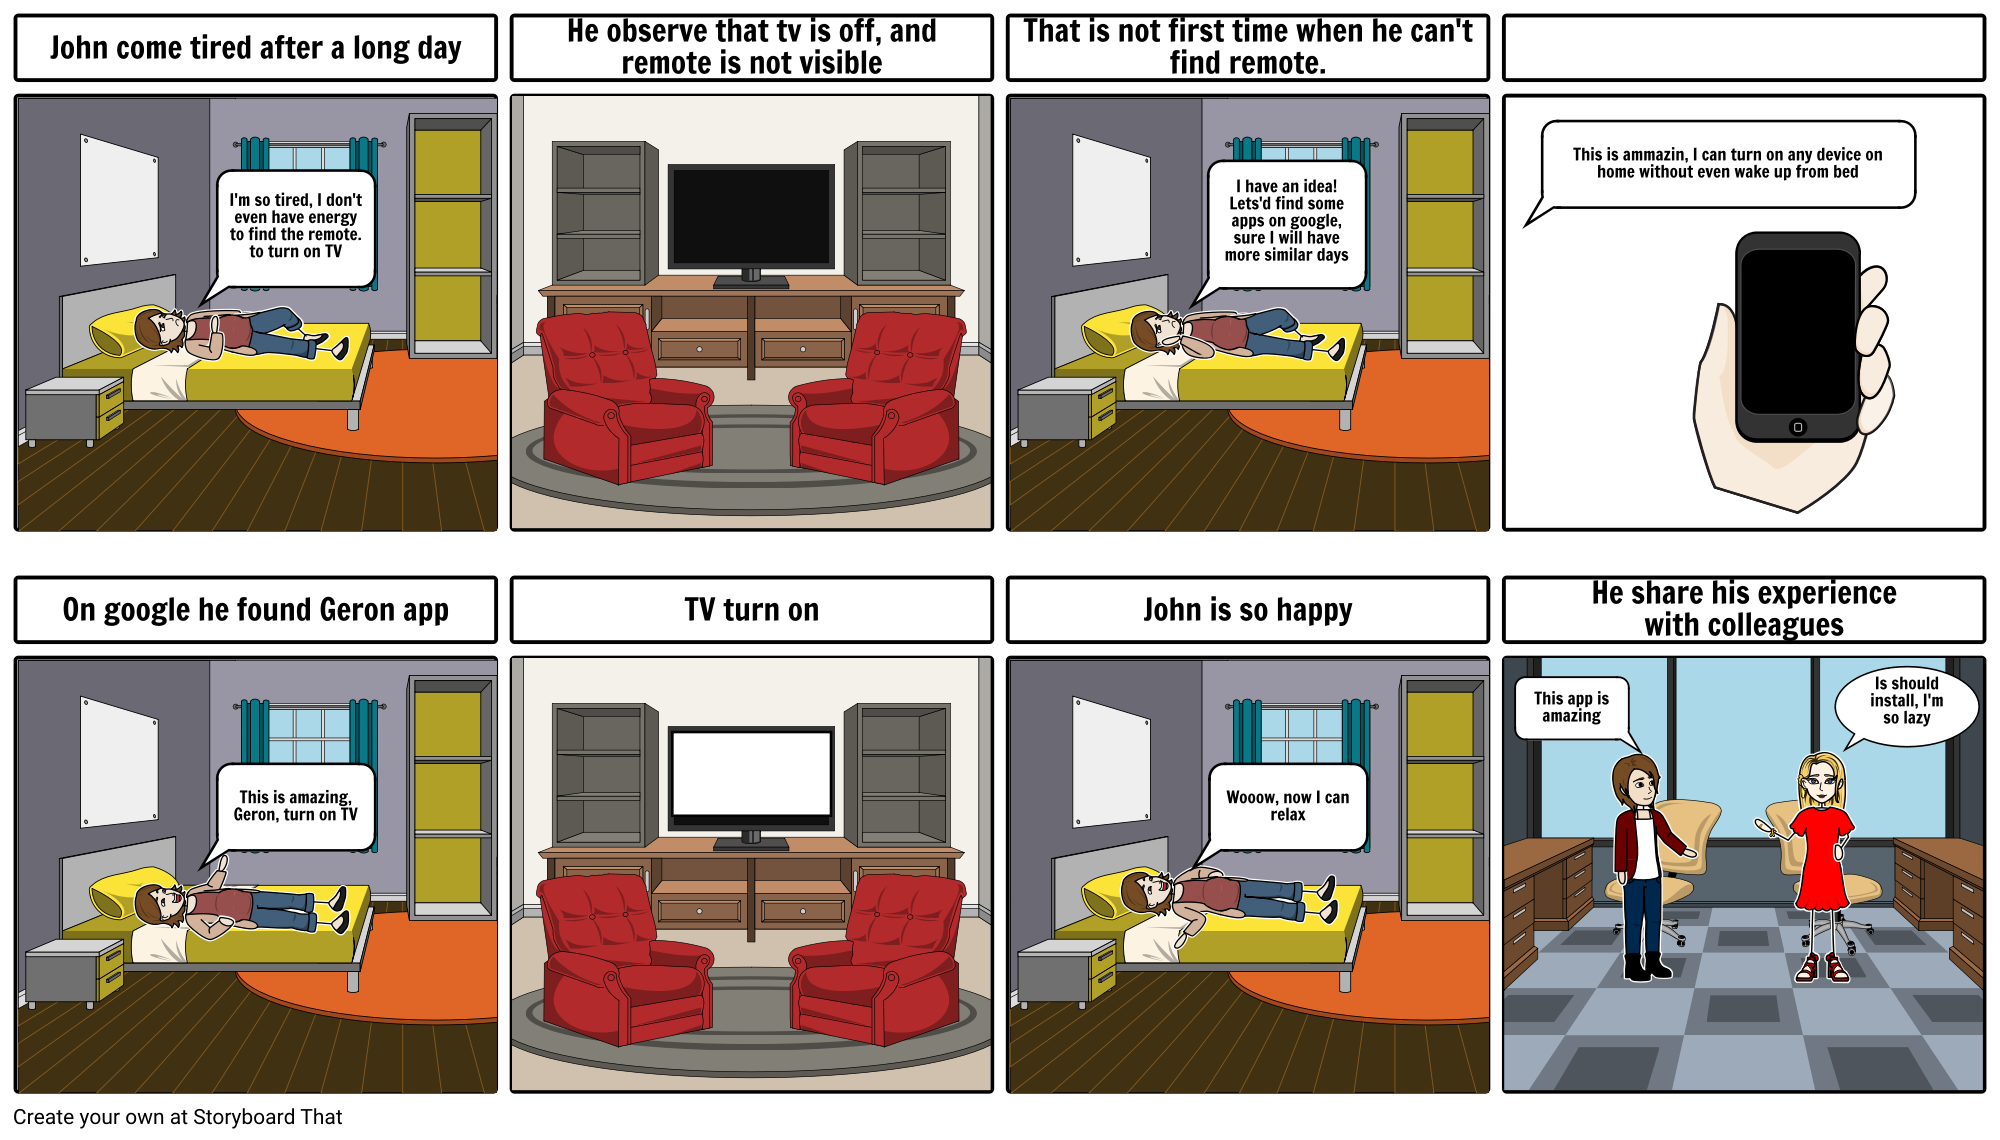 John come tired after a long day
He observe that tv is off, and
remote is not visible
That is not first time when he can't
find remote.
I'm so tired, I don't
even have energy
to find the remote.
to turn on TV
I have an idea!
Lets'd find some
apps on google,
sure I will have
more similar days
This is ammazin, I can turn on any device on
home without even wake up from bed
On google he found Geron app
TV turn on
John is so happy
He share his experience
with colleagues
This is amazing,
Geron, turn on TV
Wooow, now I can
relax
This app is
amazing
Is should
install, I'm
so lazy
Create your own at Storyboard That